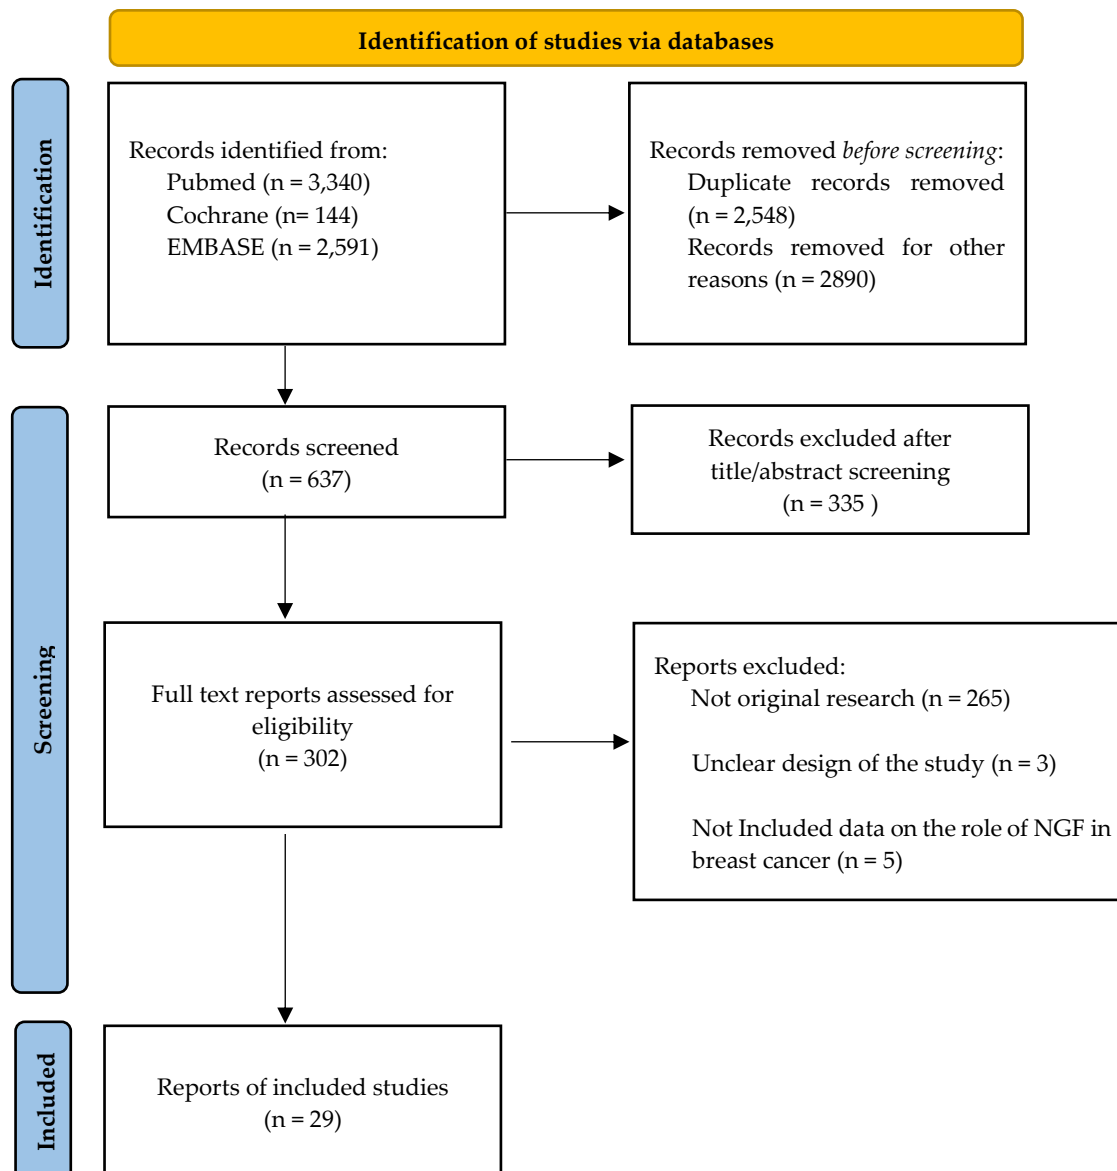 Identification of studies via databases
Identification
Records identified from:
Pubmed (n = 3,340)
Cochrane (n= 144)
EMBASE (n = 2,591)
Records removed before screening:
Duplicate records removed
(n = 2,548)
Records removed for other
reasons (n = 2890)
Screening
Records screened
(n = 637)
Records excluded after
title/abstract screening
(n = 335 )
Full text reports assessed for
eligibility
(n = 302)
Reports excluded:
Not original research (n = 265)
Unclear design of the study (n = 3)
Not Included data on the role of NGF in
breast cancer (n = 5)
Included
Reports of included studies
(n = 29)